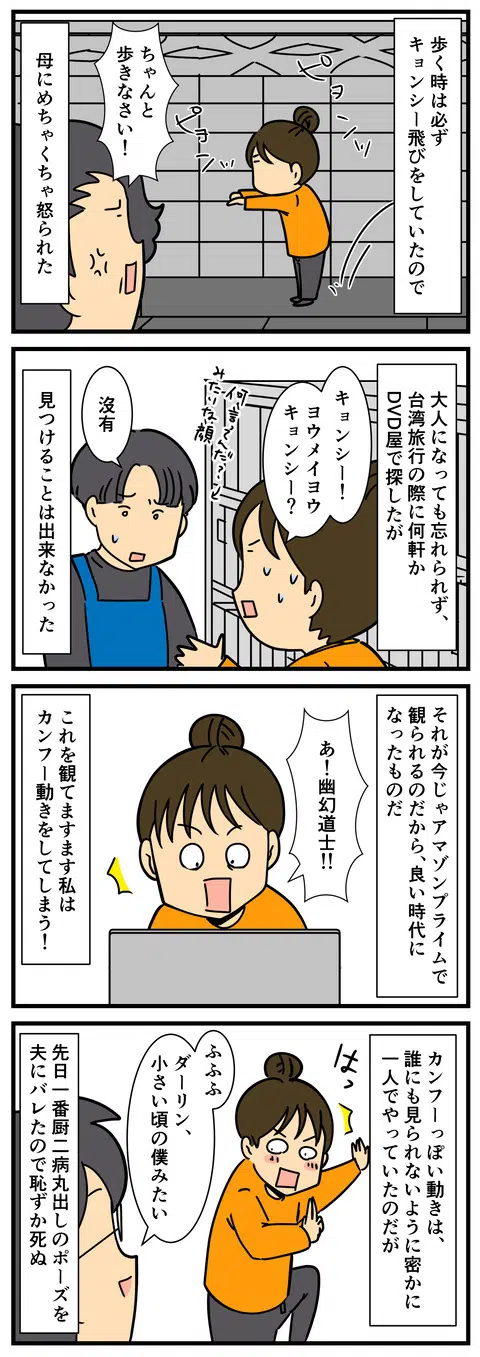 歩く時は必ず
キョンシー飛びをしていたので
ピョンッ
ピョンッ
ちゃんと
歩きなさい！
母にめちゃくちゃ怒られた
大人になっても忘れられず、
台湾旅行の際に何軒か
DVD屋で探したが
キョンシー！
ヨウメイヨウ
キョンシー？
何言ってんだ？
みたいな顔
沒有
見つけることは出来なかった
それが今じゃアマゾンプライムで
観られるのだから、良い時代に
なったものだ
あ！幽幻道士！！
これを観てますます私は
カンフー動きをしてしまう！
カンフーっぽい動きは、
誰にも見られないように密かに
一人でやっていたのだが
はっ
ふふふ
ダーリン、
小さい頃の僕みたい
先日一番厨二病丸出しのポーズを
夫にバレたので恥ずか死ぬ